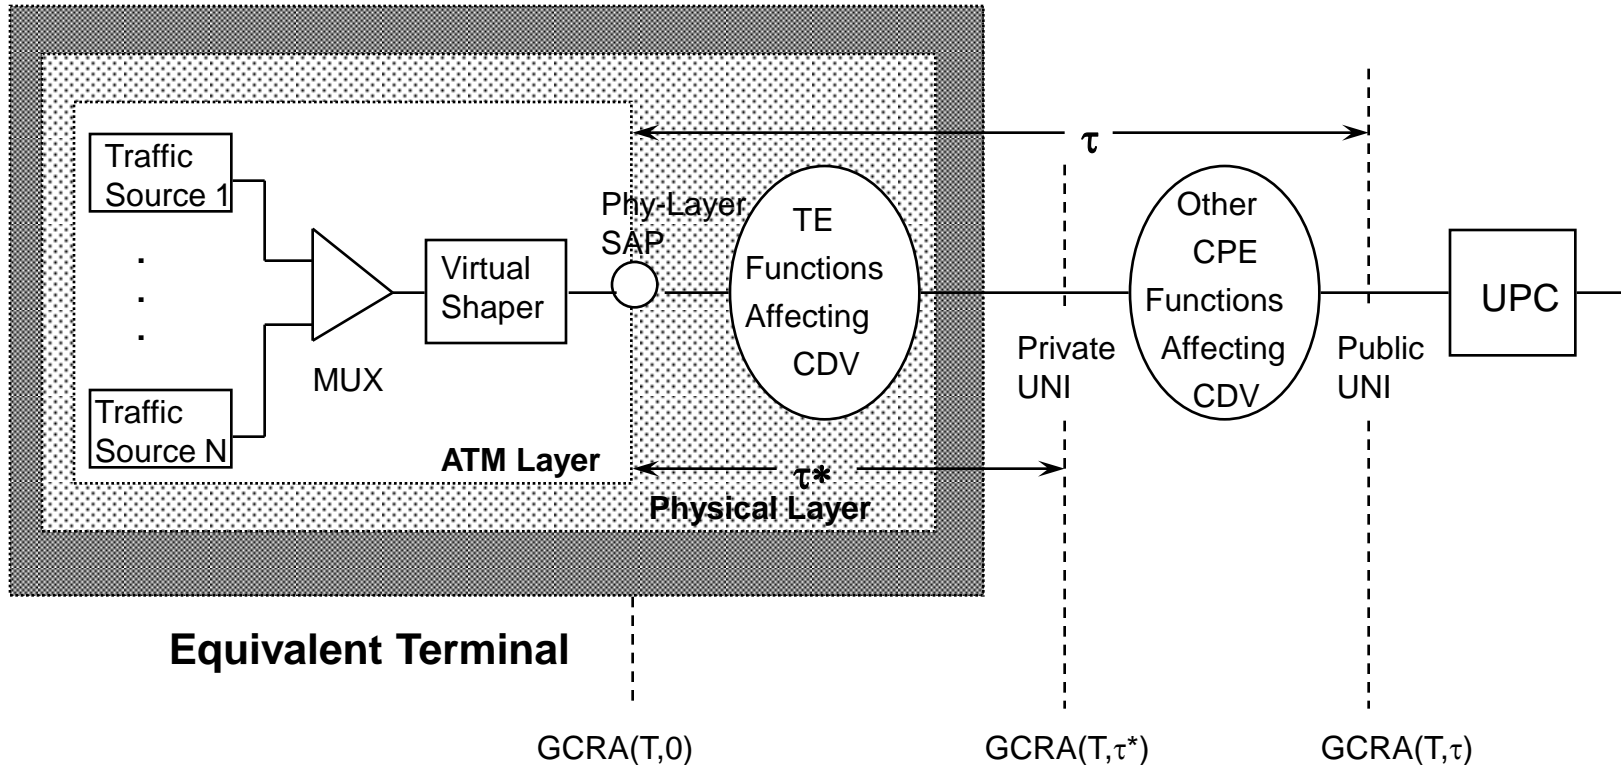 Traffic
Source 1
.
.
.
Traffic
Source N
MUX
Virtual
Shaper
ATM Layer
Phy-Layer
SAP
TE
Functions
Affecting
CDV
τ
τ*
Physical Layer
Private
UNI
Other
CPE
Functions
Affecting
CDV
Public
UNI
UPC
Equivalent Terminal
GCRA(T,0)
GCRA(T,τ*)
GCRA(T,τ)